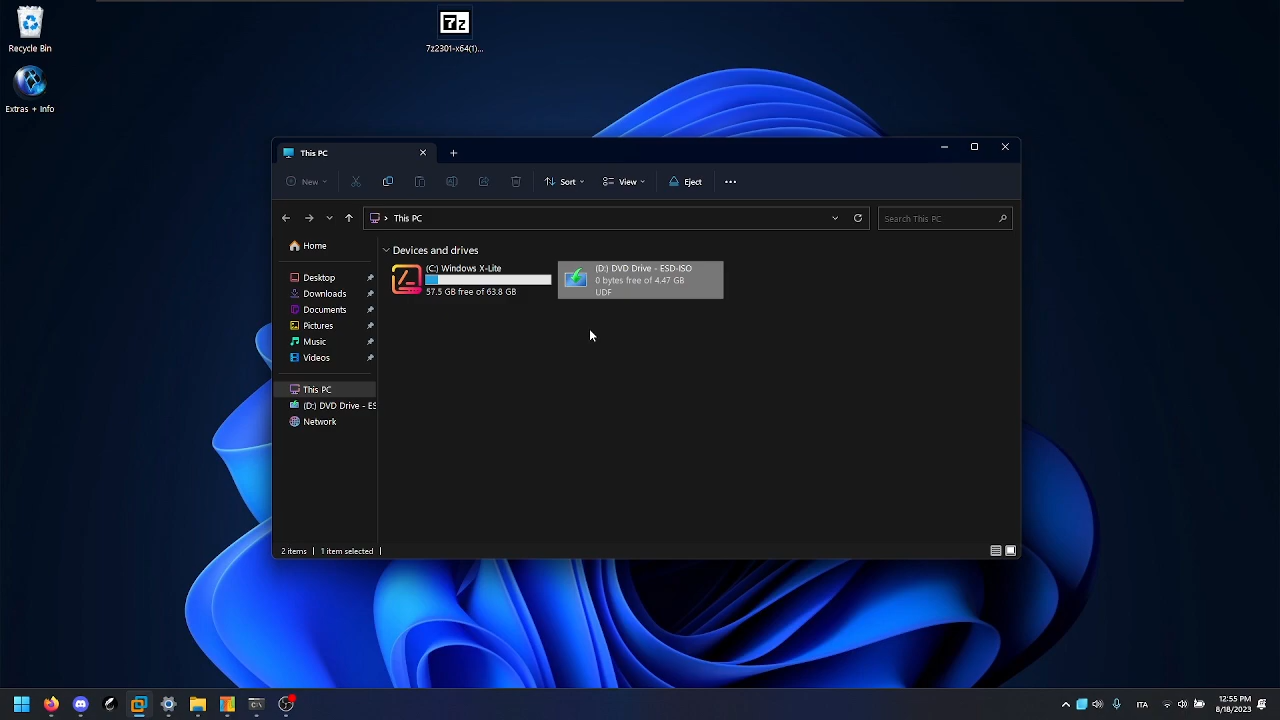 Recycle Bin
Extras + Info
7z
7z2301-x64(1)...
This PC
New
Sort
View
Eject
This PC
Search This PC
Home
Desktop
Downloads
Documents
Pictures
Music
Videos
This PC
(D:) DVD Drive - ES
Network
Devices and drives
(C:) Windows X-Lite
57.5 GB free of 63.8 GB
(D:) DVD Drive - ESD-ISO
0 bytes free of 4.47 GB
UDF
2 items
1 item selected
ITA
12:55 PM
8/18/2023